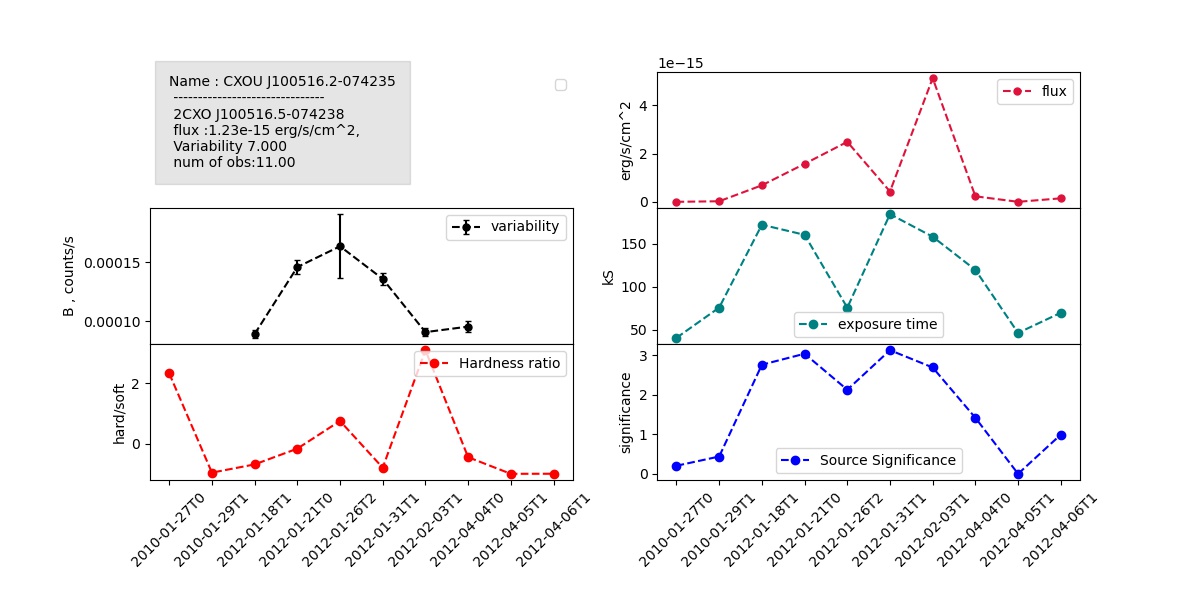 Name : CXOU J100516.2-074235
------------------------------
2CXO J100516.5-074238
flux :1.23e-15 erg/s/cm^2,
Variability 7.000
num of obs:11.00
B , counts/s
0.00015
0.00010
variability
hard/soft
2
0
Hardness ratio
2010-01-27T0
2010-01-29T1
2012-01-18T1
2012-01-21T0
2012-01-26T2
2012-01-31T1
2012-02-03T1
2012-04-04T0
2012-04-05T1
2012-04-06T1
1e−15
erg/s/cm^2
4
2
0
flux
kS
150
100
50
exposure time
significance
3
2
1
0
Source Significance
2010-01-27T0
2010-01-29T1
2012-01-18T1
2012-01-21T0
2012-01-26T2
2012-01-31T1
2012-02-03T1
2012-04-04T0
2012-04-05T1
2012-04-06T1